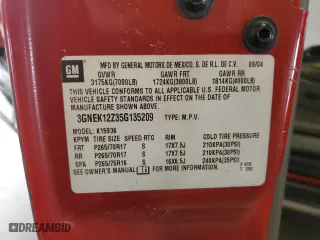 GM
MFD BY GENERAL MOTORS DE MEXICO, S. DE R.L. DE C.V. 09/04
GVWR GAWR FRT GAWR RR
3175KG(7000LB) 1724KG(3800LB) 1814KG(4000LB)
THIS VEHICLE CONFORMS TO ALL APPLICABLE U.S. FEDERAL MOTOR
VEHICLE SAFETY STANDARDS IN EFFECT ON THE DATE OF
MANUFACTURE SHOWN ABOVE.
3GNEK12Z35G135209 TYPE: M.P.V.
MODEL: K15936
KPYM TIRE SIZE SPEED RTG RIM COLD TIRE PRESSURE
FRT P265/70R17 S 17X7.5J 210KPA(30PSI)
RR P265/70R17 S 17X7.5J 210KPA(30PSI)
SPA P265/75R16 S 16X6.5J 240KPA(35PSI)
SEE OWNER'S MANUAL FOR MORE INFORMATION.
© AutoBidMaster